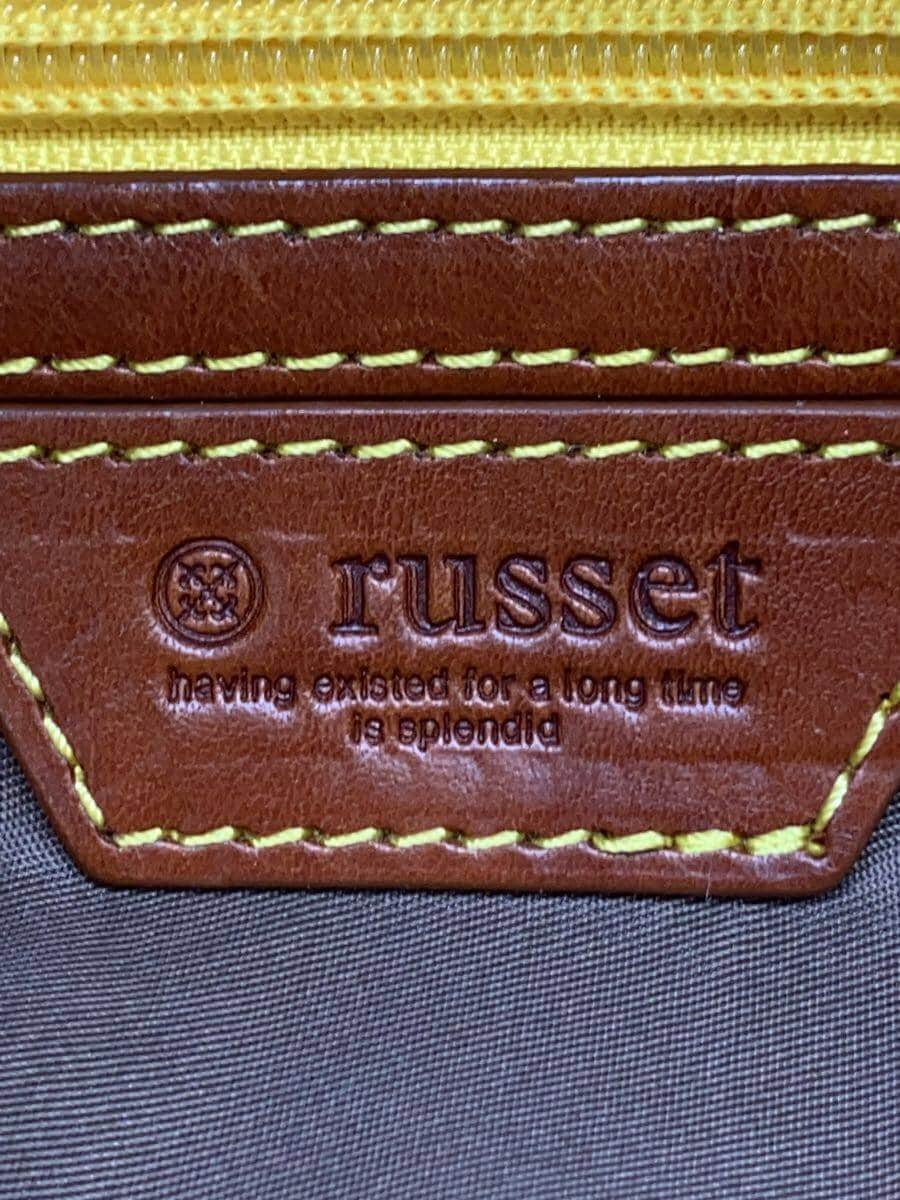 russet
having existed for a long time
is splendid